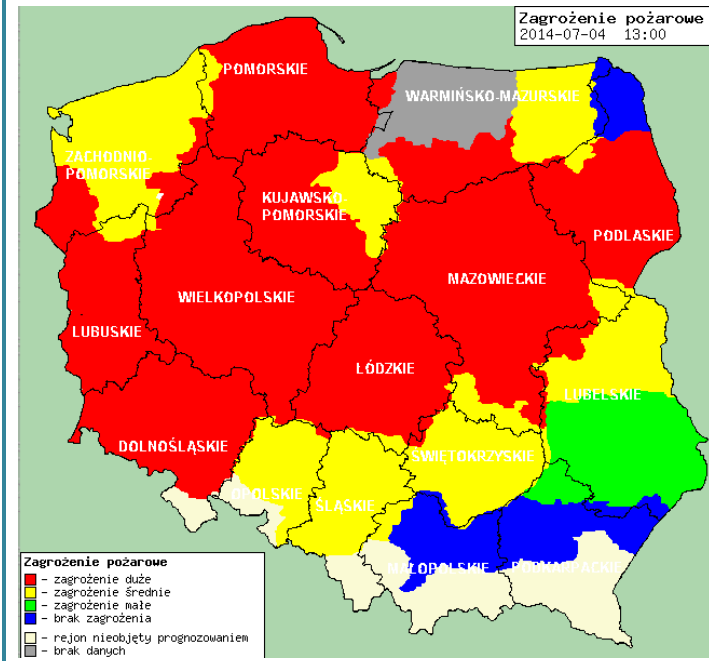 Zagrożenie pożarowe
2014-07-04 13:00
POMORSKIE
WARMIŃSKO-MAZURSKIE
ZACHODNIO-
POMORSKIE
KUJAWSKO-
POMORSKIE
PODLASKIE
MAZOWIECKIE
WIELKOPOLSKIE
LUBUSKIE
ŁÓDZKIE
LUBELSKIE
DOLNOŚLĄSKIE
ŚWIĘTOKRZYSKIE
OPOLSKIE
ŚLĄSKIE
MAŁOPOLSKIE
PODKARPACKIE
Zagrożenie pożarowe
- zagrożenie duże
- zagrożenie średnie
- zagrożenie małe
- brak zagrożenia
- rejon nieobjęty prognozowaniem
- brak danych